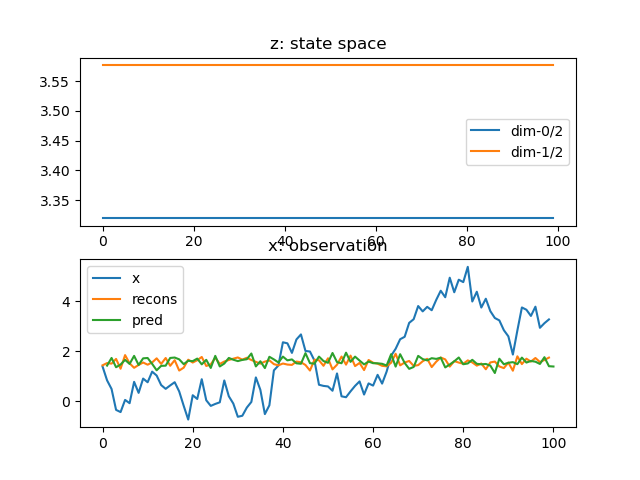 z: state space
3.55
3.50
3.45
3.40
3.35
dim-0/2
dim-1/2
0 20 40 60 80 100
x: observation
4
2
0
x
recons
pred
0 20 40 60 80 100